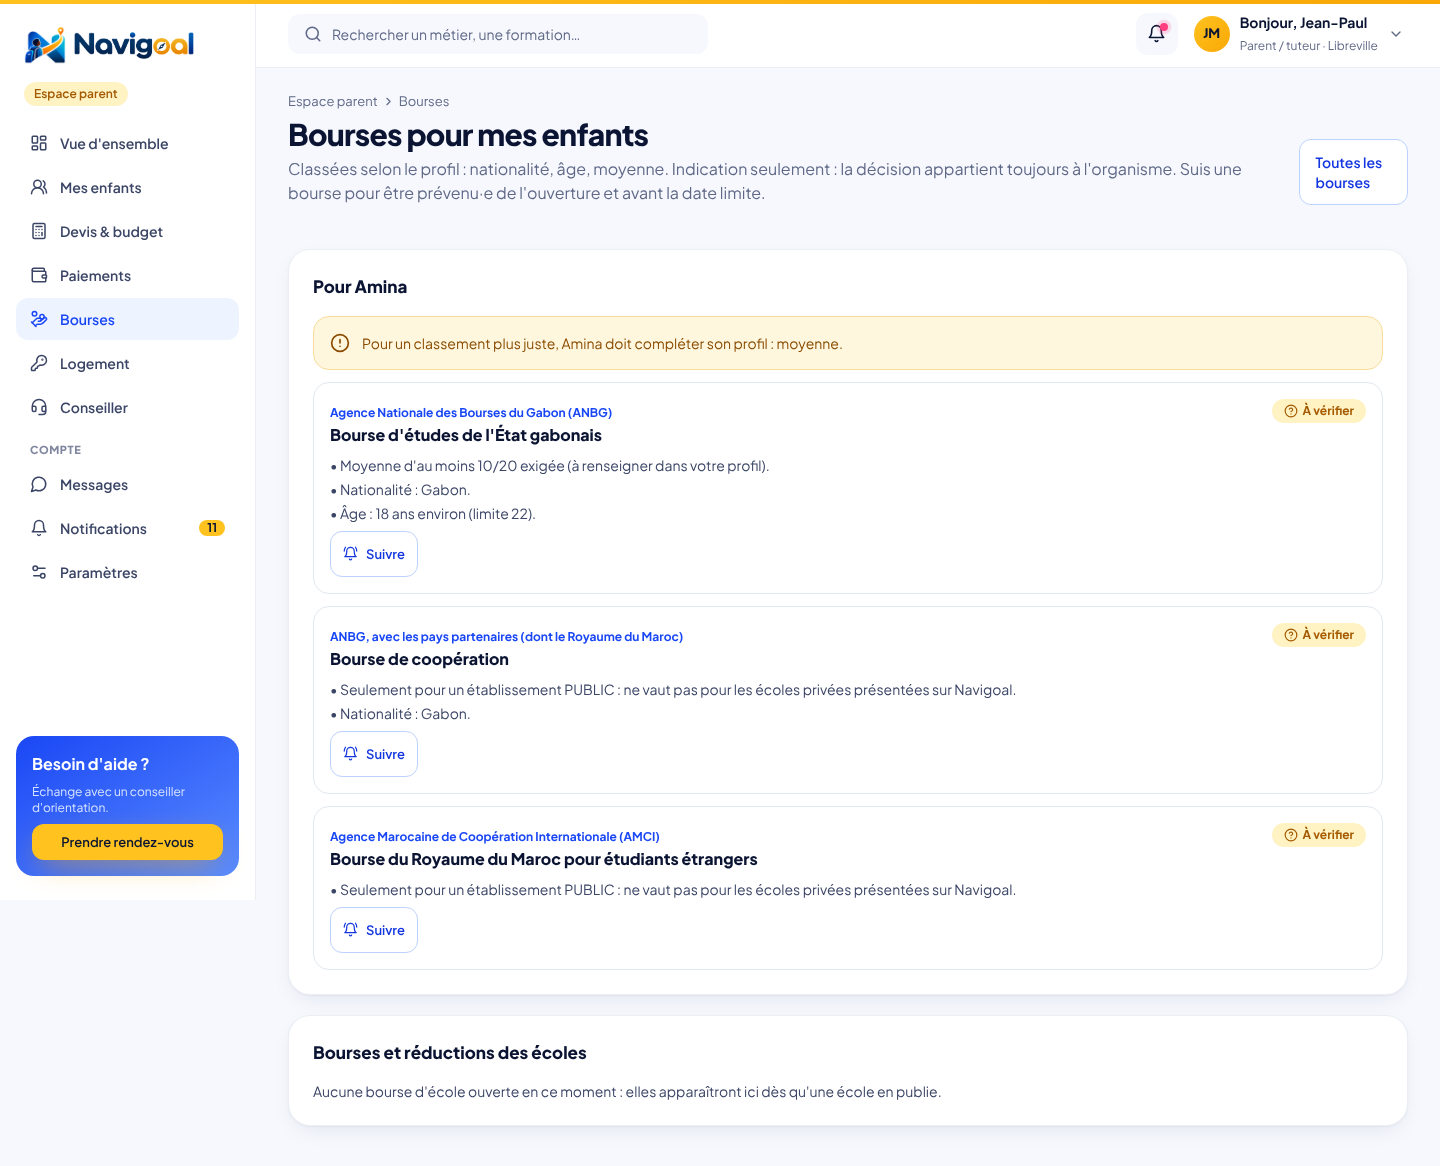 Navigoal
Espace parent
Vue d'ensemble
Mes enfants
Devis & budget
Paiements
Bourses
Logement
Conseiller
COMPTE
Messages
Notifications 11
Paramètres
Besoin d'aide ?
Échange avec un conseiller
d'orientation.
Prendre rendez-vous
Rechercher un métier, une formation...
JM
Bonjour, Jean-Paul
Parent / tuteur · Libreville
Espace parent > Bourses
Bourses pour mes enfants
Classées selon le profil : nationalité, âge, moyenne. Indication seulement : la décision appartient toujours à l'organisme. Suis une
bourse pour être prévenu·e de l'ouverture et avant la date limite.
Toutes les
bourses
Pour Amina
Pour un classement plus juste, Amina doit compléter son profil : moyenne.
Agence Nationale des Bourses du Gabon (ANBG)
À vérifier
Bourse d'études de l'État gabonais
• Moyenne d'au moins 10/20 exigée (à renseigner dans votre profil).
• Nationalité : Gabon.
• Âge : 18 ans environ (limite 22).
Suivre
ANBG, avec les pays partenaires (dont le Royaume du Maroc)
À vérifier
Bourse de coopération
• Seulement pour un établissement PUBLIC : ne vaut pas pour les écoles privées présentées sur Navigoal.
• Nationalité : Gabon.
Suivre
Agence Marocaine de Coopération Internationale (AMCI)
À vérifier
Bourse du Royaume du Maroc pour étudiants étrangers
• Seulement pour un établissement PUBLIC : ne vaut pas pour les écoles privées présentées sur Navigoal.
Suivre
Bourses et réductions des écoles
Aucune bourse d'école ouverte en ce moment : elles apparaîtront ici dès qu'une école en publie.